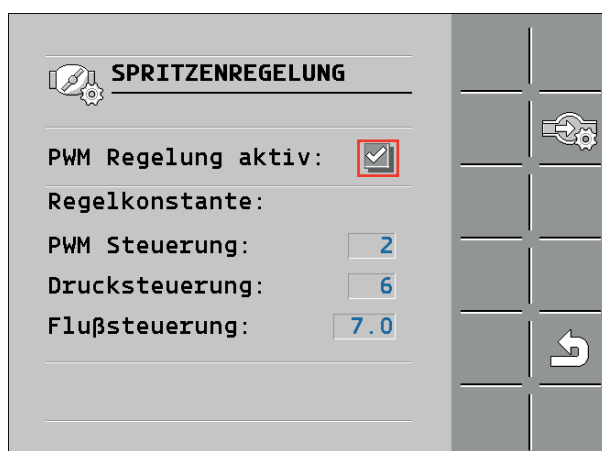 SPRITZENREGELUNG
PWM Regelung aktiv:
Regelkonstante:
PWM Steuerung: 2
Drucksteuerung: 6
Flußsteuerung: 7.0